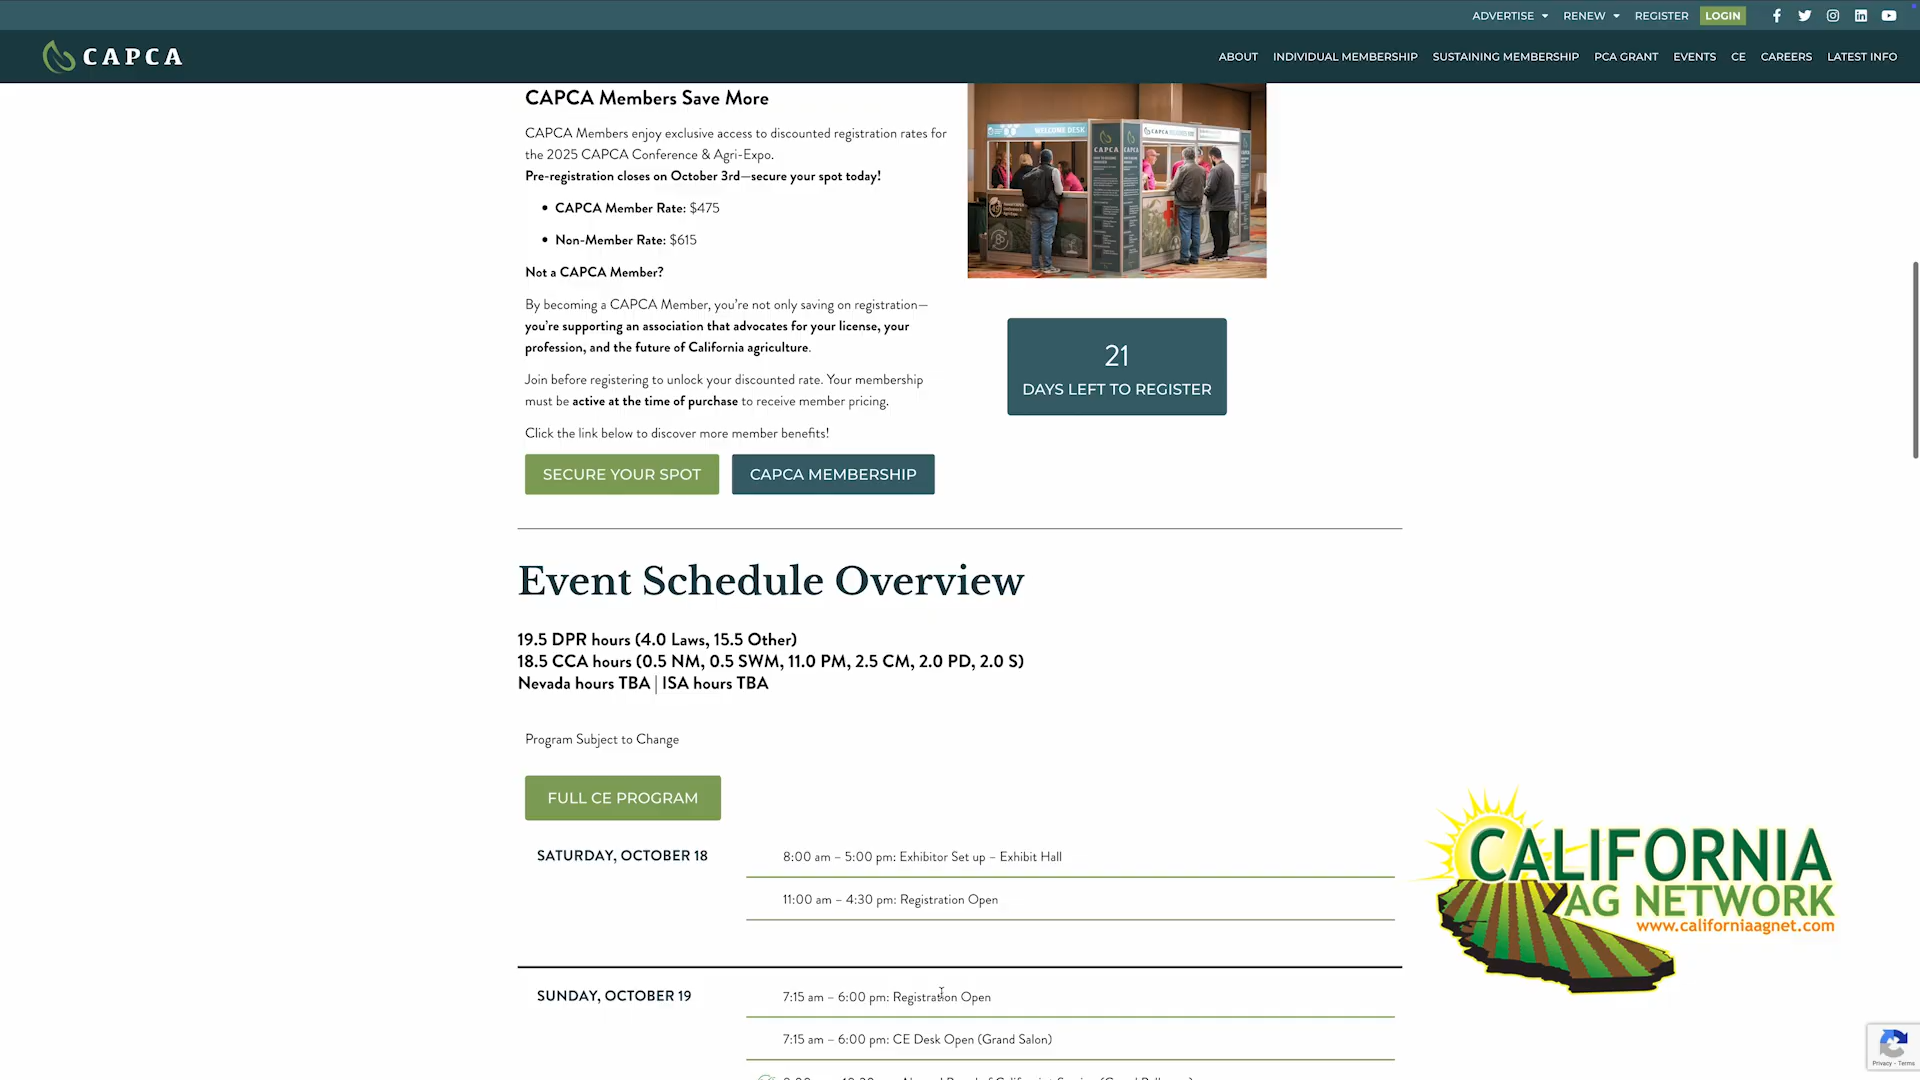 ADVERTISE RENEW REGISTER LOGIN
CAPCA
ABOUT INDIVIDUAL MEMBERSHIP SUSTAINING MEMBERSHIP PCA GRANT EVENTS CE CAREERS LATEST INFO
CAPCA Members Save More
CAPCA Members enjoy exclusive access to discounted registration rates for
the 2025 CAPCA Conference & Agri-Expo.
Pre-registration closes on October 3rd—secure your spot today!
• CAPCA Member Rate: $475
• Non-Member Rate: $615
Not a CAPCA Member?
By becoming a CAPCA Member, you're not only saving on registration—
you're supporting an association that advocates for your license, your
profession, and the future of California agriculture.
Join before registering to unlock your discounted rate. Your membership
must be active at the time of purchase to receive member pricing.
Click the link below to discover more member benefits!
SECURE YOUR SPOT CAPCA MEMBERSHIP
WELCOME DESK
CAPCA
CAPCA
21
DAYS LEFT TO REGISTER
Event Schedule Overview
19.5 DPR hours (4.0 Laws, 15.5 Other)
18.5 CCA hours (0.5 NM, 0.5 SWM, 11.0 PM, 2.5 CM, 2.0 PD, 2.0 S)
Nevada hours TBA | ISA hours TBA
Program Subject to Change
FULL CE PROGRAM
SATURDAY, OCTOBER 18
8:00 am – 5:00 pm: Exhibitor Set up – Exhibit Hall
11:00 am – 4:30 pm: Registration Open
SUNDAY, OCTOBER 19
7:15 am – 6:00 pm: Registration Open
7:15 am – 6:00 pm: CE Desk Open (Grand Salon)
CALIFORNIA
AG NETWORK
www.californiaagnet.com
Privacy - Terms